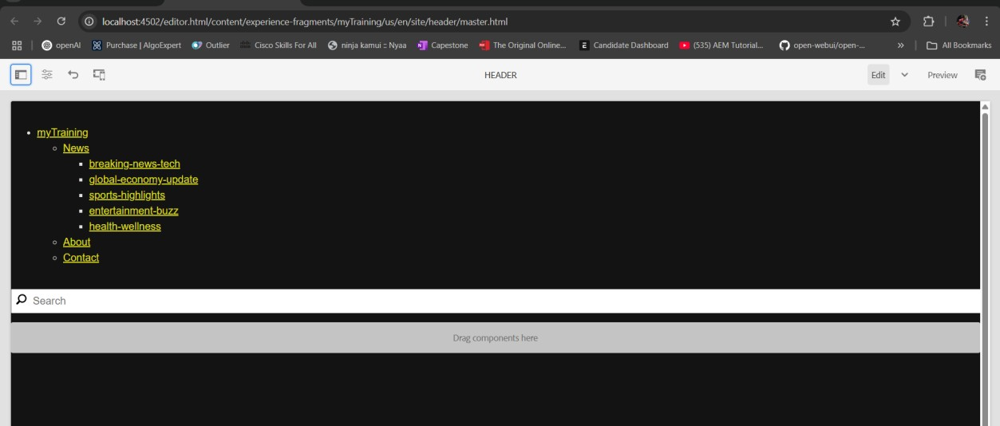 localhost:4502/editor.html/content/experience-fragments/myTraining/us/en/site/header/master.html
openAI Purchase | AlgoExpert Outlier Cisco Skills For All ninja kamui :: Nyaa Capestone The Original Online... Candidate Dashboard (535) AEM Tutorial... open-webui/open-... » All Bookmarks
HEADER Edit Preview
myTraining
News
breaking-news-tech
global-economy-update
sports-highlights
entertainment-buzz
health-wellness
About
Contact
Search
Drag components here